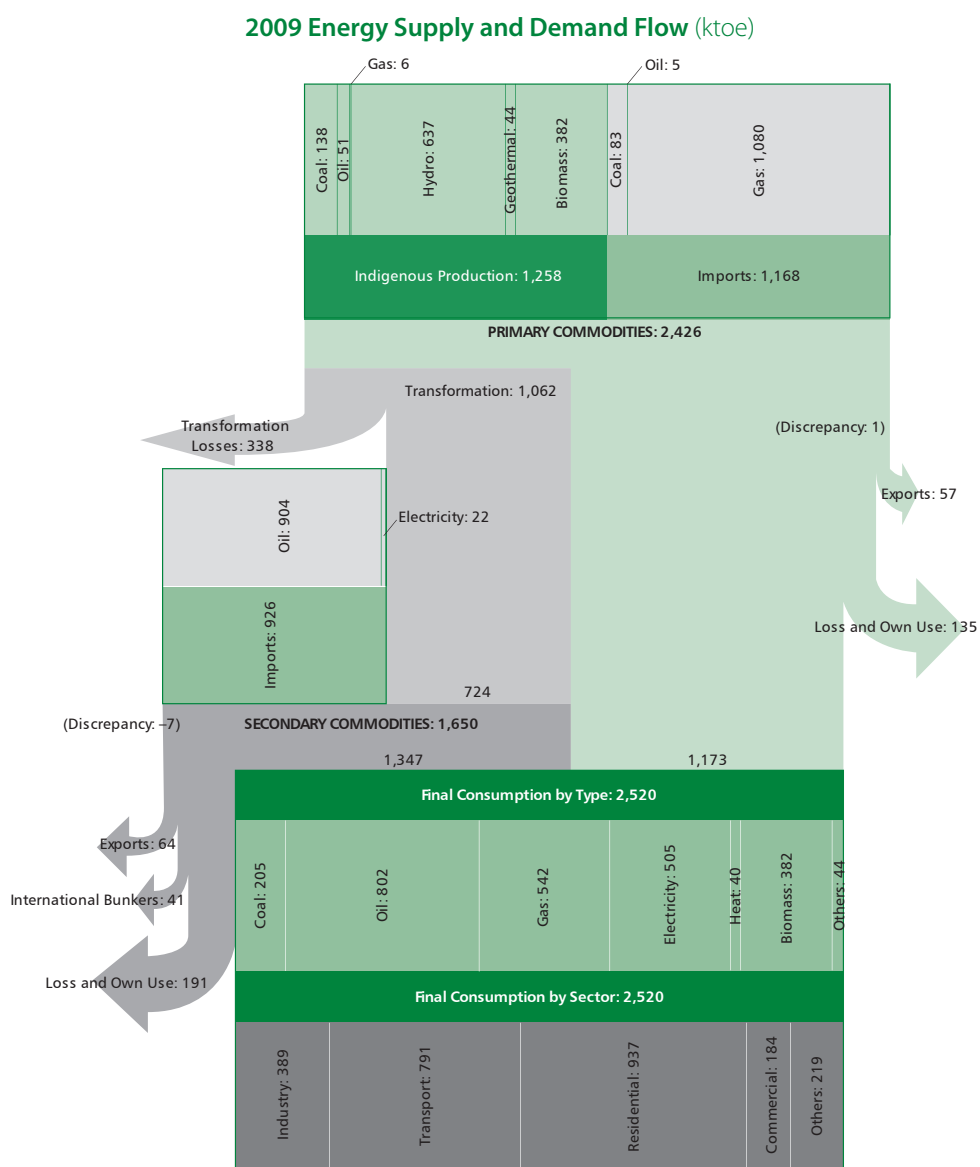 2009 Energy Supply and Demand Flow (ktoe)
Gas: 6
Oil: 5
Coal: 138
Oil: 51
Hydro: 637
Geothermal: 44
Biomass: 382
Coal: 83
Gas: 1,080
Indigenous Production: 1,258
Imports: 1,168
PRIMARY COMMODITIES: 2,426
Transformation: 1,062
Transformation
Losses: 338
(Discrepancy: 1)
Exports: 57
Oil: 904
Electricity: 22
Imports: 926
Loss and Own Use: 135
724
(Discrepancy: –7)
SECONDARY COMMODITIES: 1,650
1,347
1,173
Final Consumption by Type: 2,520
Exports: 64
International Bunkers: 41
Loss and Own Use: 191
Coal: 205
Oil: 802
Gas: 542
Electricity: 505
Heat: 40
Biomass: 382
Others: 44
Final Consumption by Sector: 2,520
Industry: 389
Transport: 791
Residential: 937
Commercial: 184
Others: 219